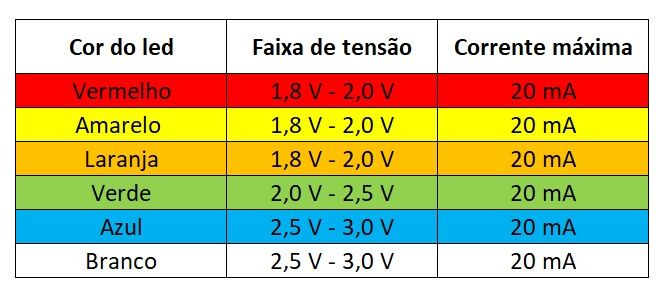 Cor do led Faixa de tensão Corrente máxima
Vermelho 1,8 V - 2,0 V 20 mA
Amarelo 1,8 V - 2,0 V 20 mA
Laranja 1,8 V - 2,0 V 20 mA
Verde 2,0 V - 2,5 V 20 mA
Azul 2,5 V - 3,0 V 20 mA
Branco 2,5 V - 3,0 V 20 mA